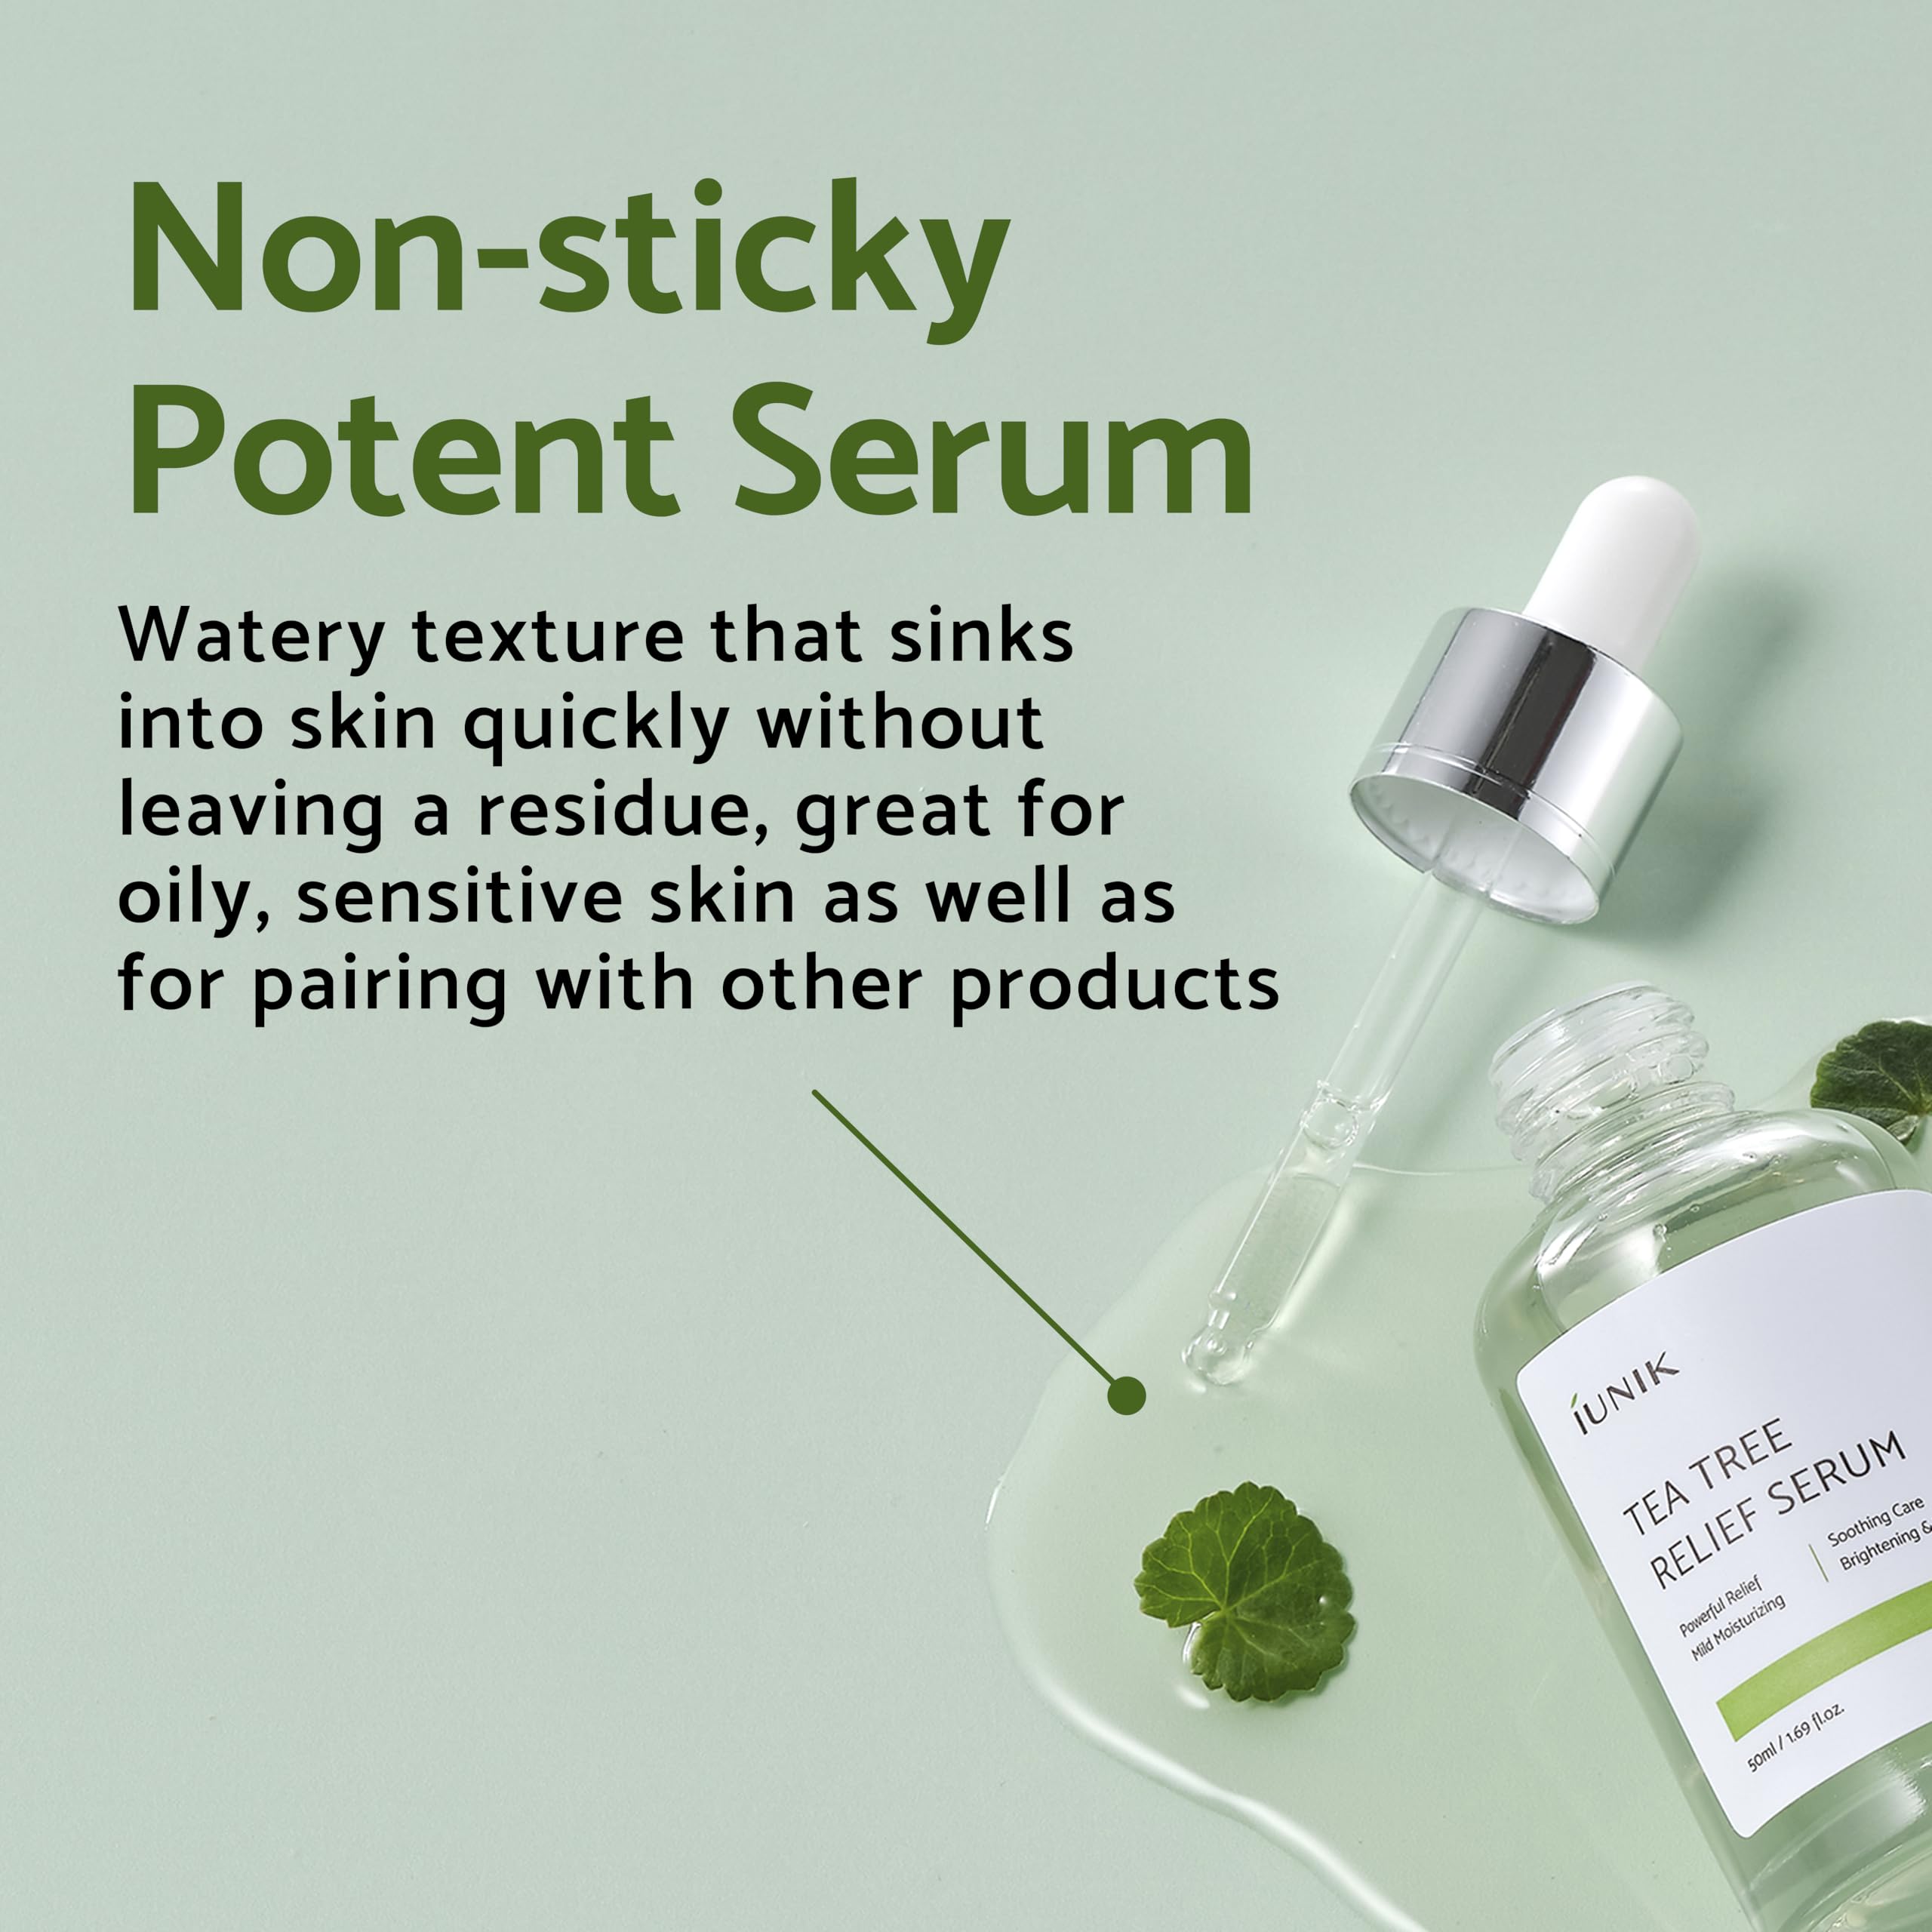 Non-sticky
Potent Serum
Watery texture that sinks
into skin quickly without
leaving a residue, great for
oily, sensitive skin as well as
for pairing with other products
iUNIK
TEA TREE
RELIEF SERUM
Powerful Relief
Mild Moisturizing
Soothing Care
Brightening &
50ml / 1.69 fl.oz.